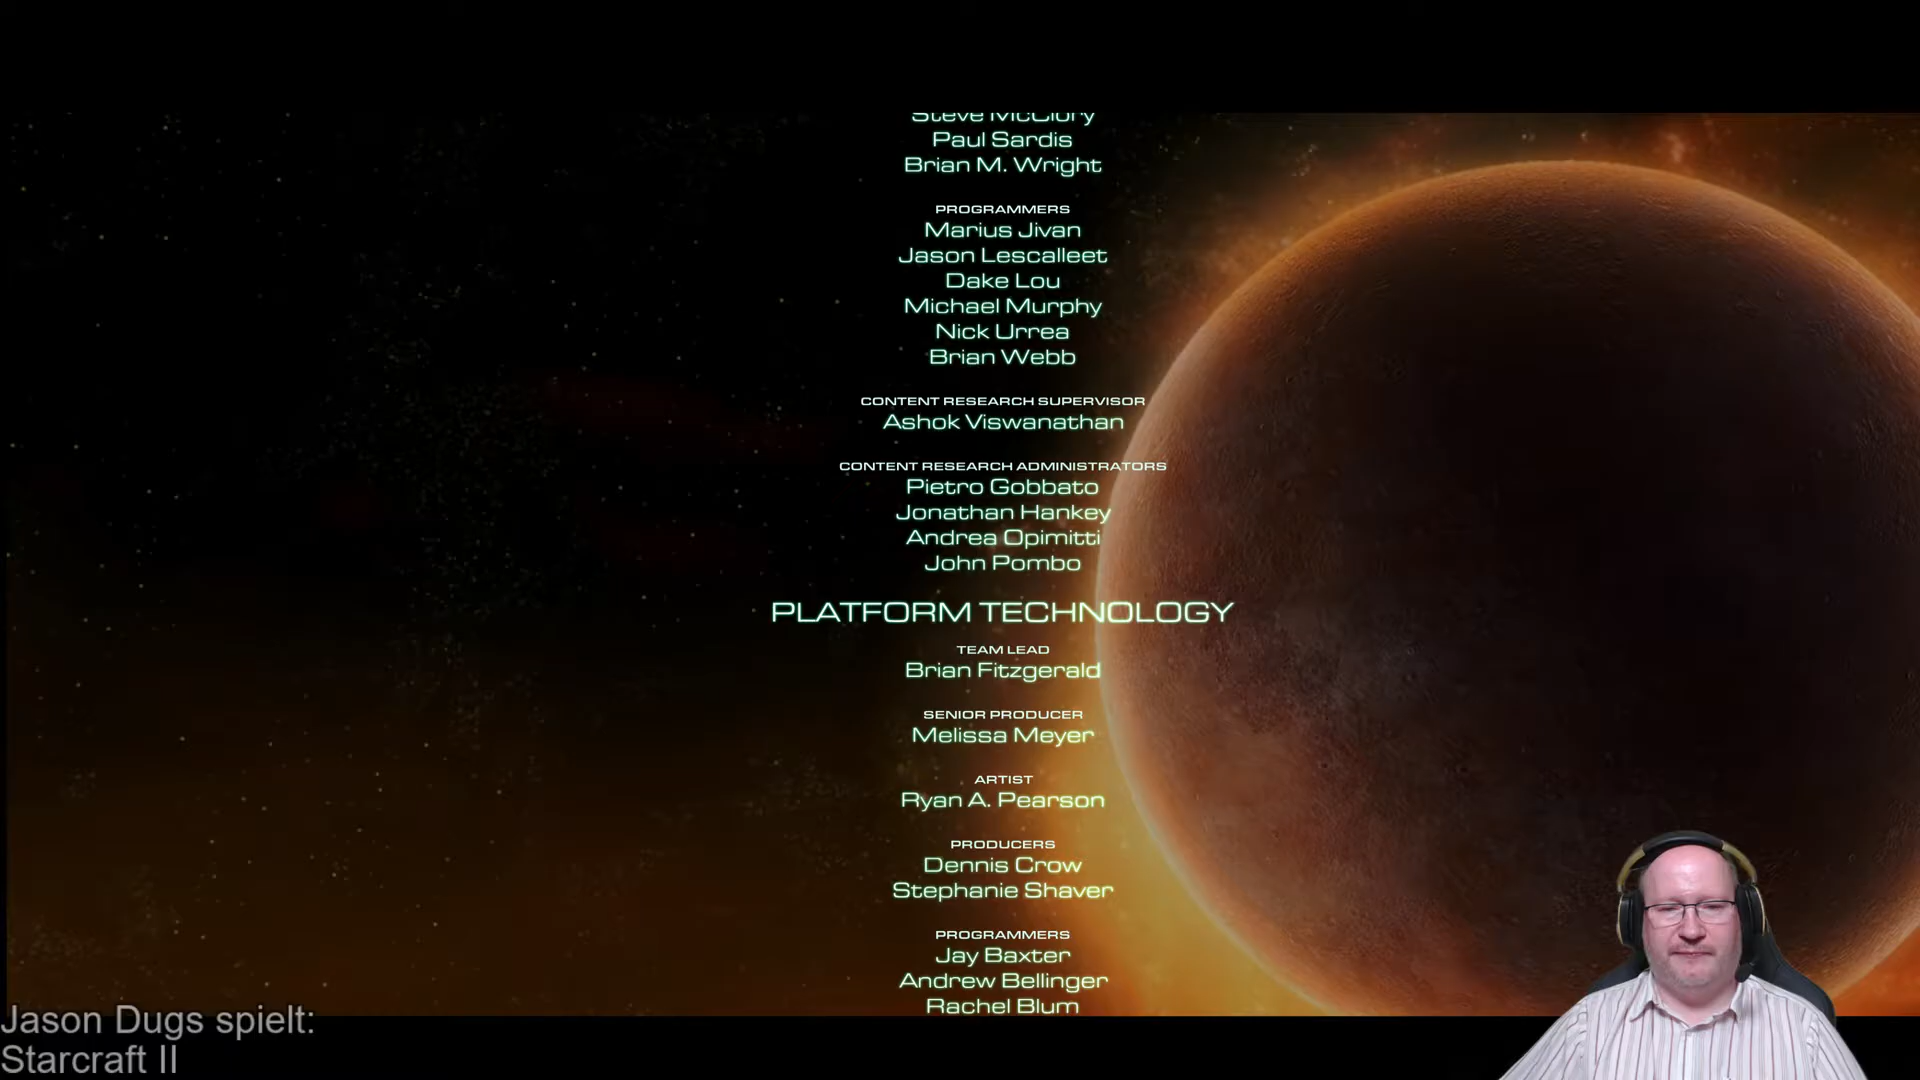 Steve McClory
Paul Sardis
Brian M. Wright
PROGRAMMERS
Marius Jivan
Jason Lescalleet
Dake Lou
Michael Murphy
Nick Urrea
Brian Webb
CONTENT RESEARCH SUPERVISOR
Ashok Viswanathan
CONTENT RESEARCH ADMINISTRATORS
Pietro Gobbato
Jonathan Hankey
Andrea Opimitti
John Pombo
PLATFORM TECHNOLOGY
TEAM LEAD
Brian Fitzgerald
SENIOR PRODUCER
Melissa Meyer
ARTIST
Ryan A. Pearson
PRODUCERS
Dennis Crow
Stephanie Shaver
PROGRAMMERS
Jay Baxter
Andrew Bellinger
Rachel Blum
Jason Dugs spielt:
Starcraft II